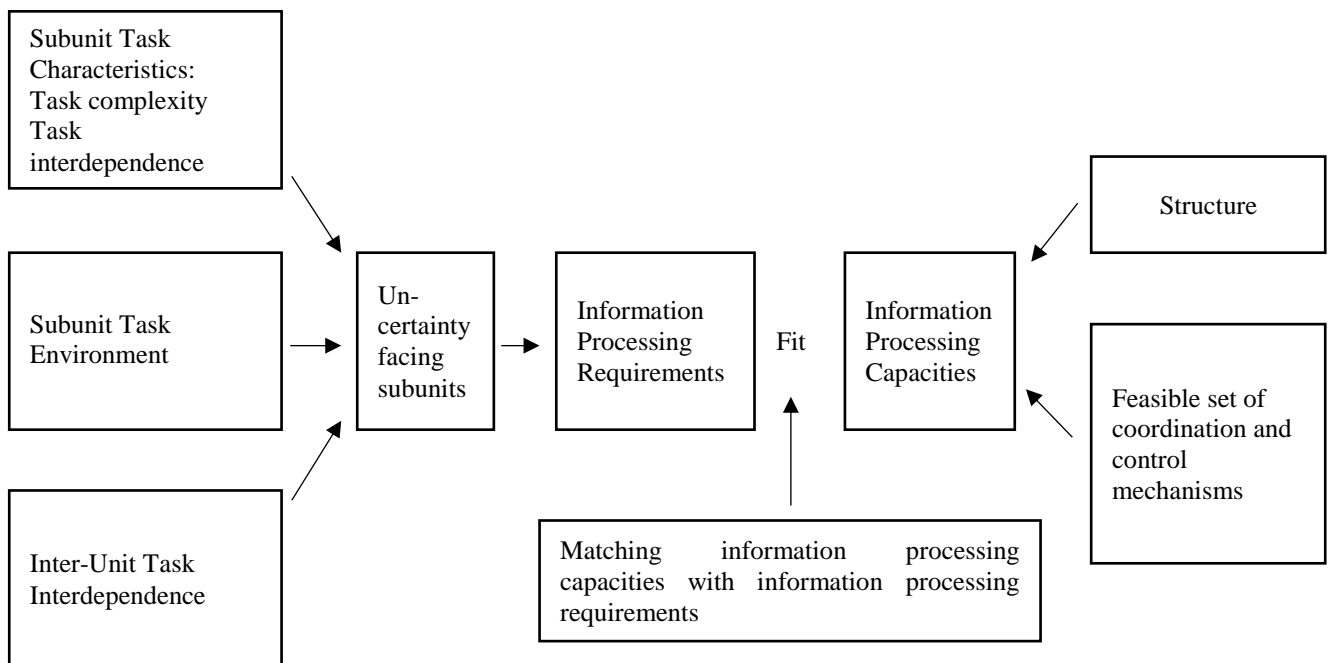 Subunit Task
Characteristics:
Task complexity
Task
interdependence
Structure
Subunit Task
Environment
Un-
certainty
facing
subunits
Information
Processing
Requirements
Fit
Information
Processing
Capacities
Feasible set of
coordination and
control
mechanisms
Inter-Unit Task
Interdependence
Matching information processing
capacities with information processing
requirements